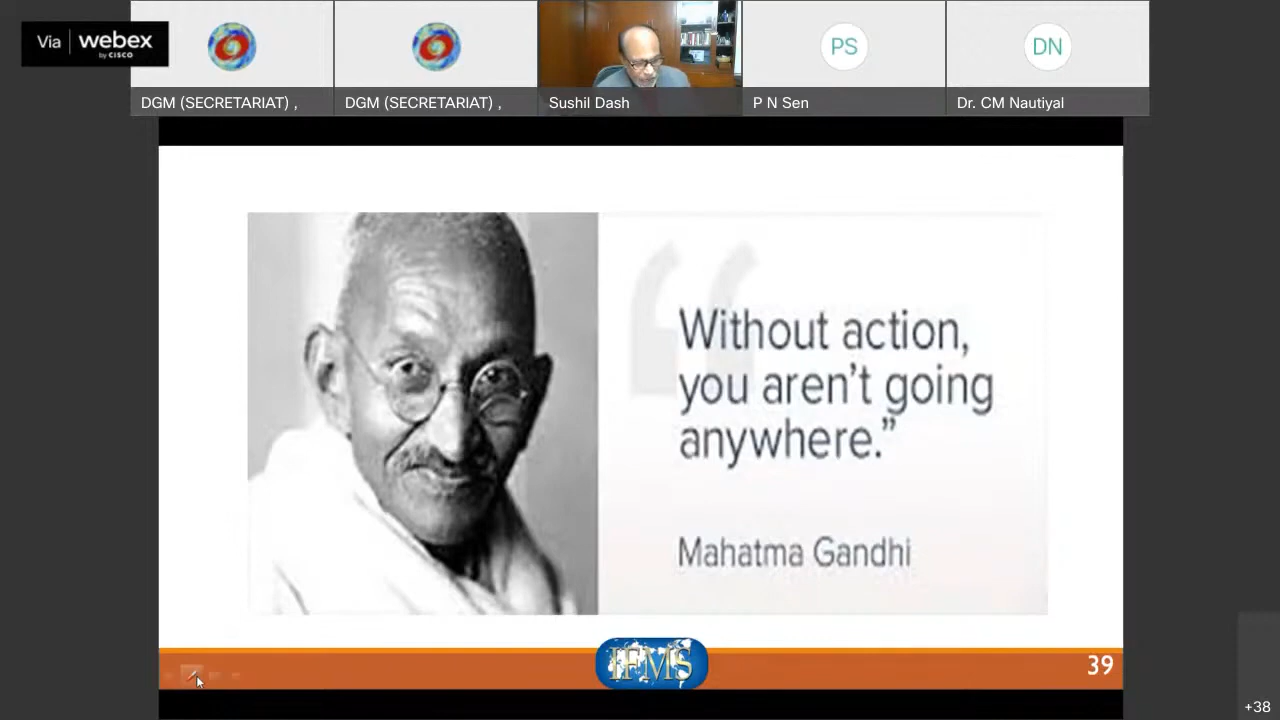 Via webex
by CISCO
PS
DN
DGM (SECRETARIAT) ,
DGM (SECRETARIAT) ,
Sushil Dash
P N Sen
Dr. CM Nautiyal
“
Without action,
you aren’t going
anywhere.”
Mahatma Gandhi
IFMS
39
+38